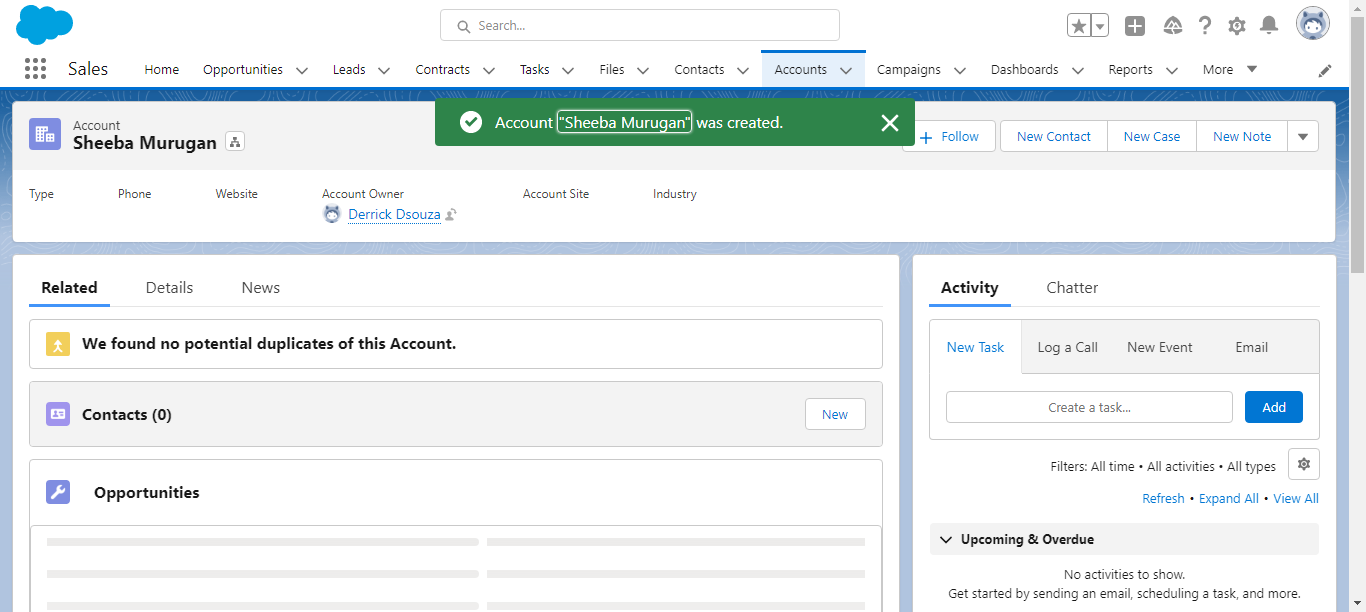 Search...
Sales
Home
Opportunities
Leads
Contracts
Tasks
Files
Contacts
Accounts
Campaigns
Dashboards
Reports
More
Account "Sheeba Murugan" was created.
Account
Sheeba Murugan
Follow
New Contact
New Case
New Note
Type
Phone
Website
Account Owner
Account Site
Industry
Derrick Dsouza
Related
Details
News
We found no potential duplicates of this Account.
Contacts (0)
New
Opportunities
Activity
Chatter
New Task
Log a Call
New Event
Email
Create a task...
Add
Filters: All time • All activities • All types
Refresh • Expand All • View All
Upcoming & Overdue
No activities to show.
Get started by sending an email, scheduling a task, and more.